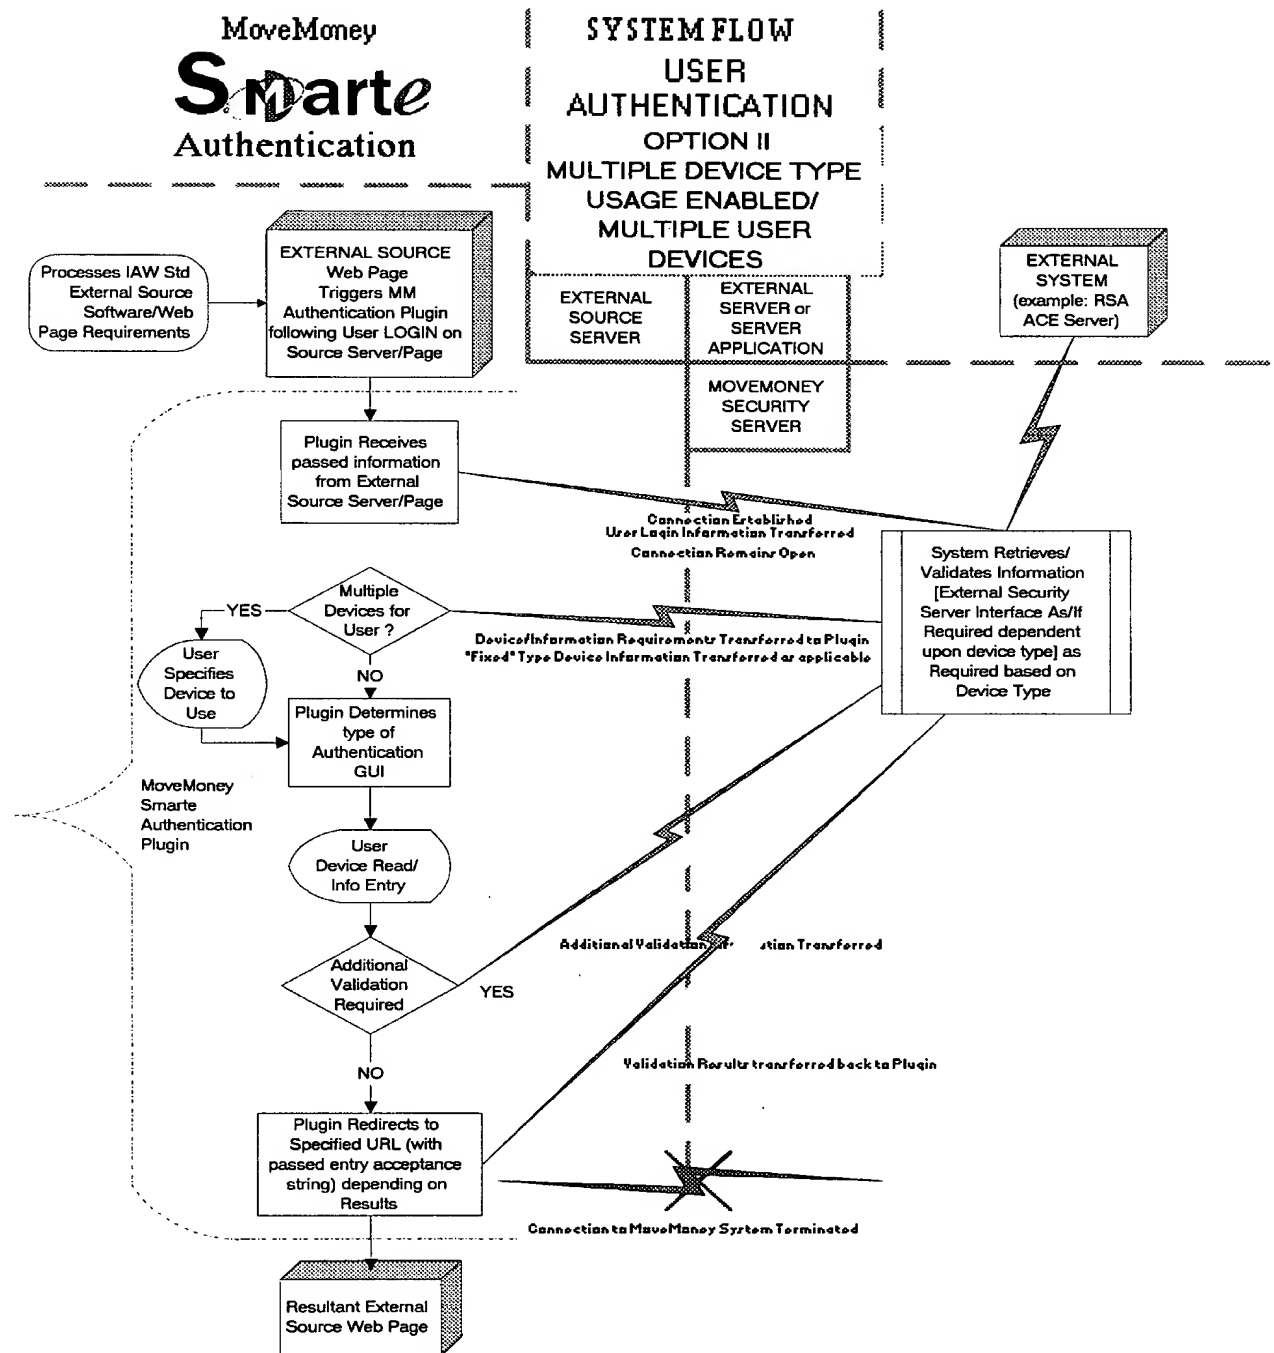 MoveMoney
Smarte
Authentication
SYSTEM FLOW
USER
AUTHENTICATION
OPTION II
MULTIPLE DEVICE TYPE
USAGE ENABLED/
MULTIPLE USER
DEVICES
EXTERNAL
SOURCE
SERVER
EXTERNAL
SERVER or
SERVER
APPLICATION
MOVEMONEY
SECURITY
SERVER
Processes IAW Std
External Source
Software/Web
Page Requirements
EXTERNAL SOURCE
Web Page
Triggers MM
Authentication Plugin
following User LOGIN on
Source Server/Page
EXTERNAL
SYSTEM
(example: RSA
ACE Server)
Plugin Receives
passed information
from External
Source Server/Page
Connection Established
User Login Information Transferred
Connection Remains Open
System Retrieves/
Validates Information
[External Security
Server Interface As/If
Required dependent
upon device type] as
Required based on
Device Type
Multiple
Devices for
User ?
YES
NO
Device/Information Requirements Transferred to Plugin
"Fixed" Type Device Information Transferred as applicable
User
Specifies
Device to
Use
Plugin Determines
type of
Authentication
GUI
MoveMoney
Smarte
Authentication
Plugin
User
Device Read/
Info Entry
Additional Validation Transferred
Additional
Validation
Required
YES
NO
Validation Results transferred back to Plugin
Plugin Redirects to
Specified URL (with
passed entry acceptance
string) depending on
Results
Connection to MoveMoney System Terminated
Resultant External
Source Web Page